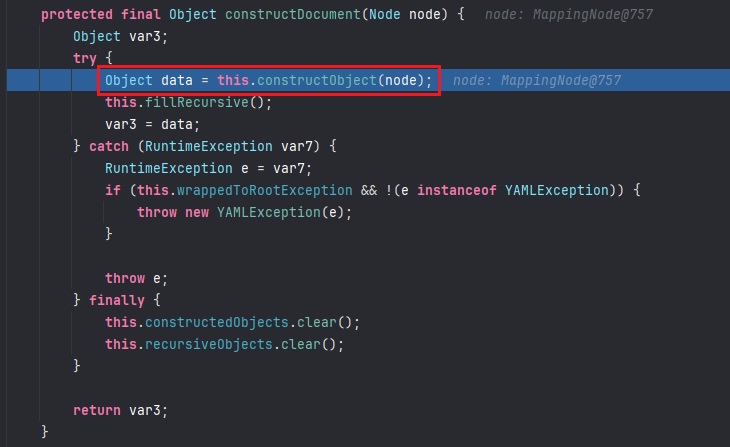 protected final Object constructDocument(Node node) {   node: MappingNode@757
    Object var3;
    try {
        Object data = this.constructObject(node);   node: MappingNode@757
        this.fillRecursive();
        var3 = data;
    } catch (RuntimeException var7) {
        RuntimeException e = var7;
        if (this.wrappedToRootException && !(e instanceof YAMLException)) {
            throw new YAMLException(e);
        }

        throw e;
    } finally {
        this.constructedObjects.clear();
        this.recursiveObjects.clear();
    }

    return var3;
}